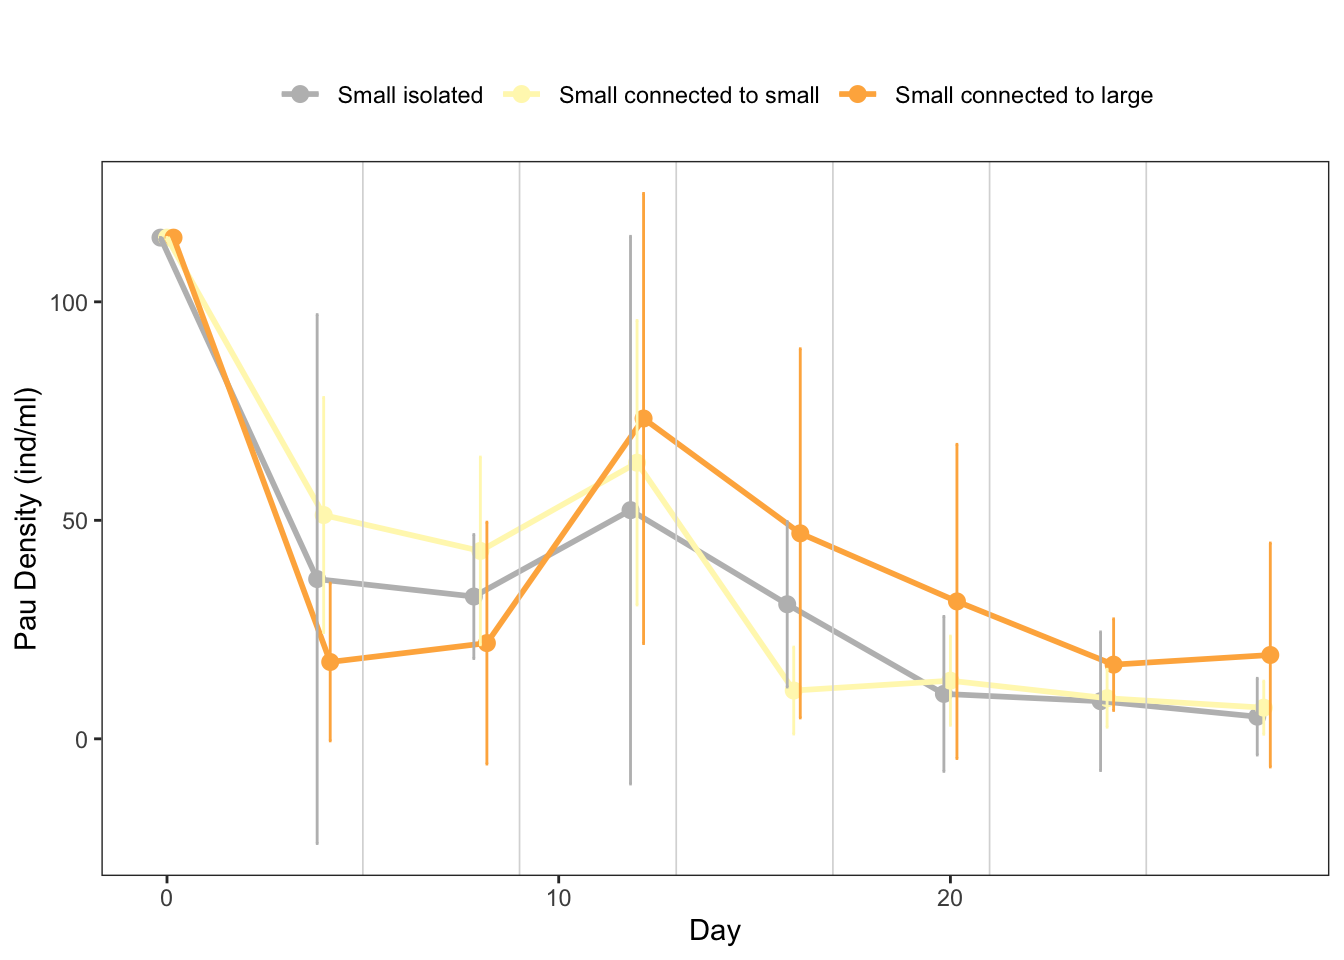 Small isolated Small connected to small Small connected to large
Pau Density (ind/ml)
100
50
0
0 10 20
Day